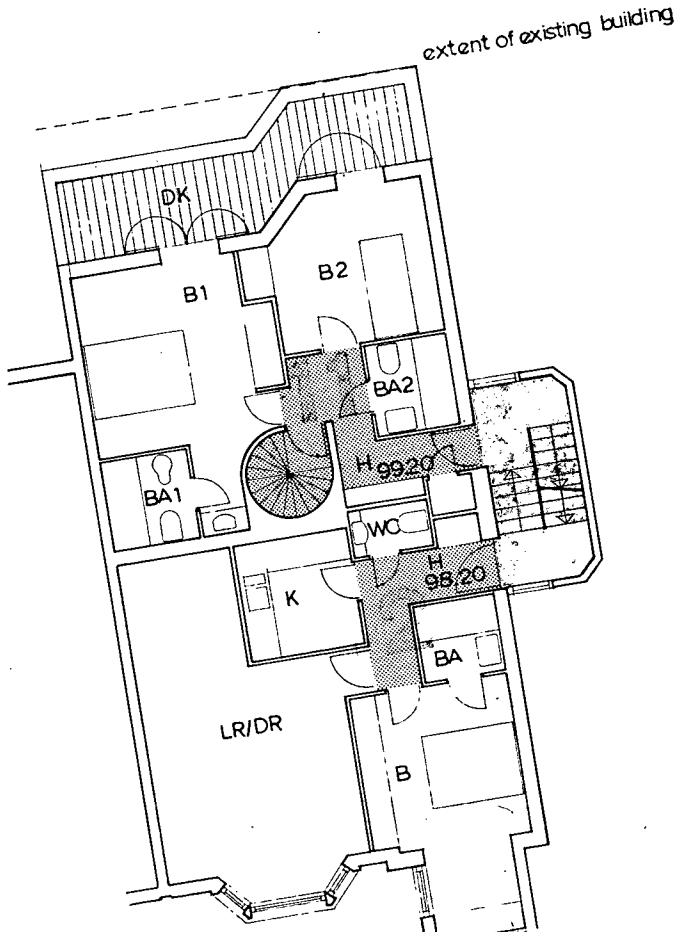 extent of existing building
DK
B1
B2
BA2
H 99.20
BA1
WC
H
98.20
K
BA
LR/DR
B